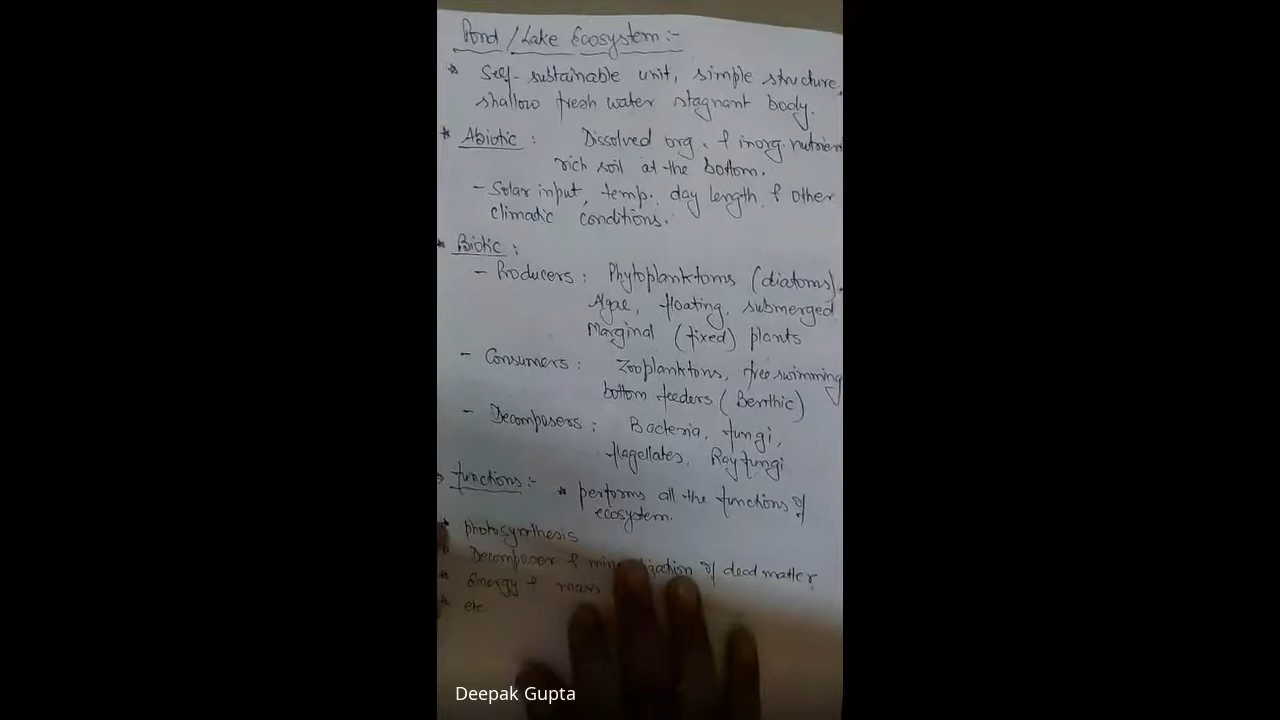 Pond / Lake Ecosystem :-
* Self-sustainable unit, simple structure,
shallow fresh water stagnant body.
* Abiotic : Dissolved org. & inorg. nutrien
rich soil at the bottom.
- Solar input, temp. day length & other
climatic conditions.
* Biotic :
- Producers : Phytoplanktoms (diatoms).
Algae, floating, submerged
Marginal (fixed) plants
- Consumers : Zooplanktons, free swimming
bottom feeders (Benthic)
- Decomposers : Bacteria, fungi,
flagellates, Ray fungi
functions :- * performs all the functions of
ecosystem.
* photosynthesis
* Decomposer & mineralization of dead matter
* Energy & mass
* etc
Deepak Gupta